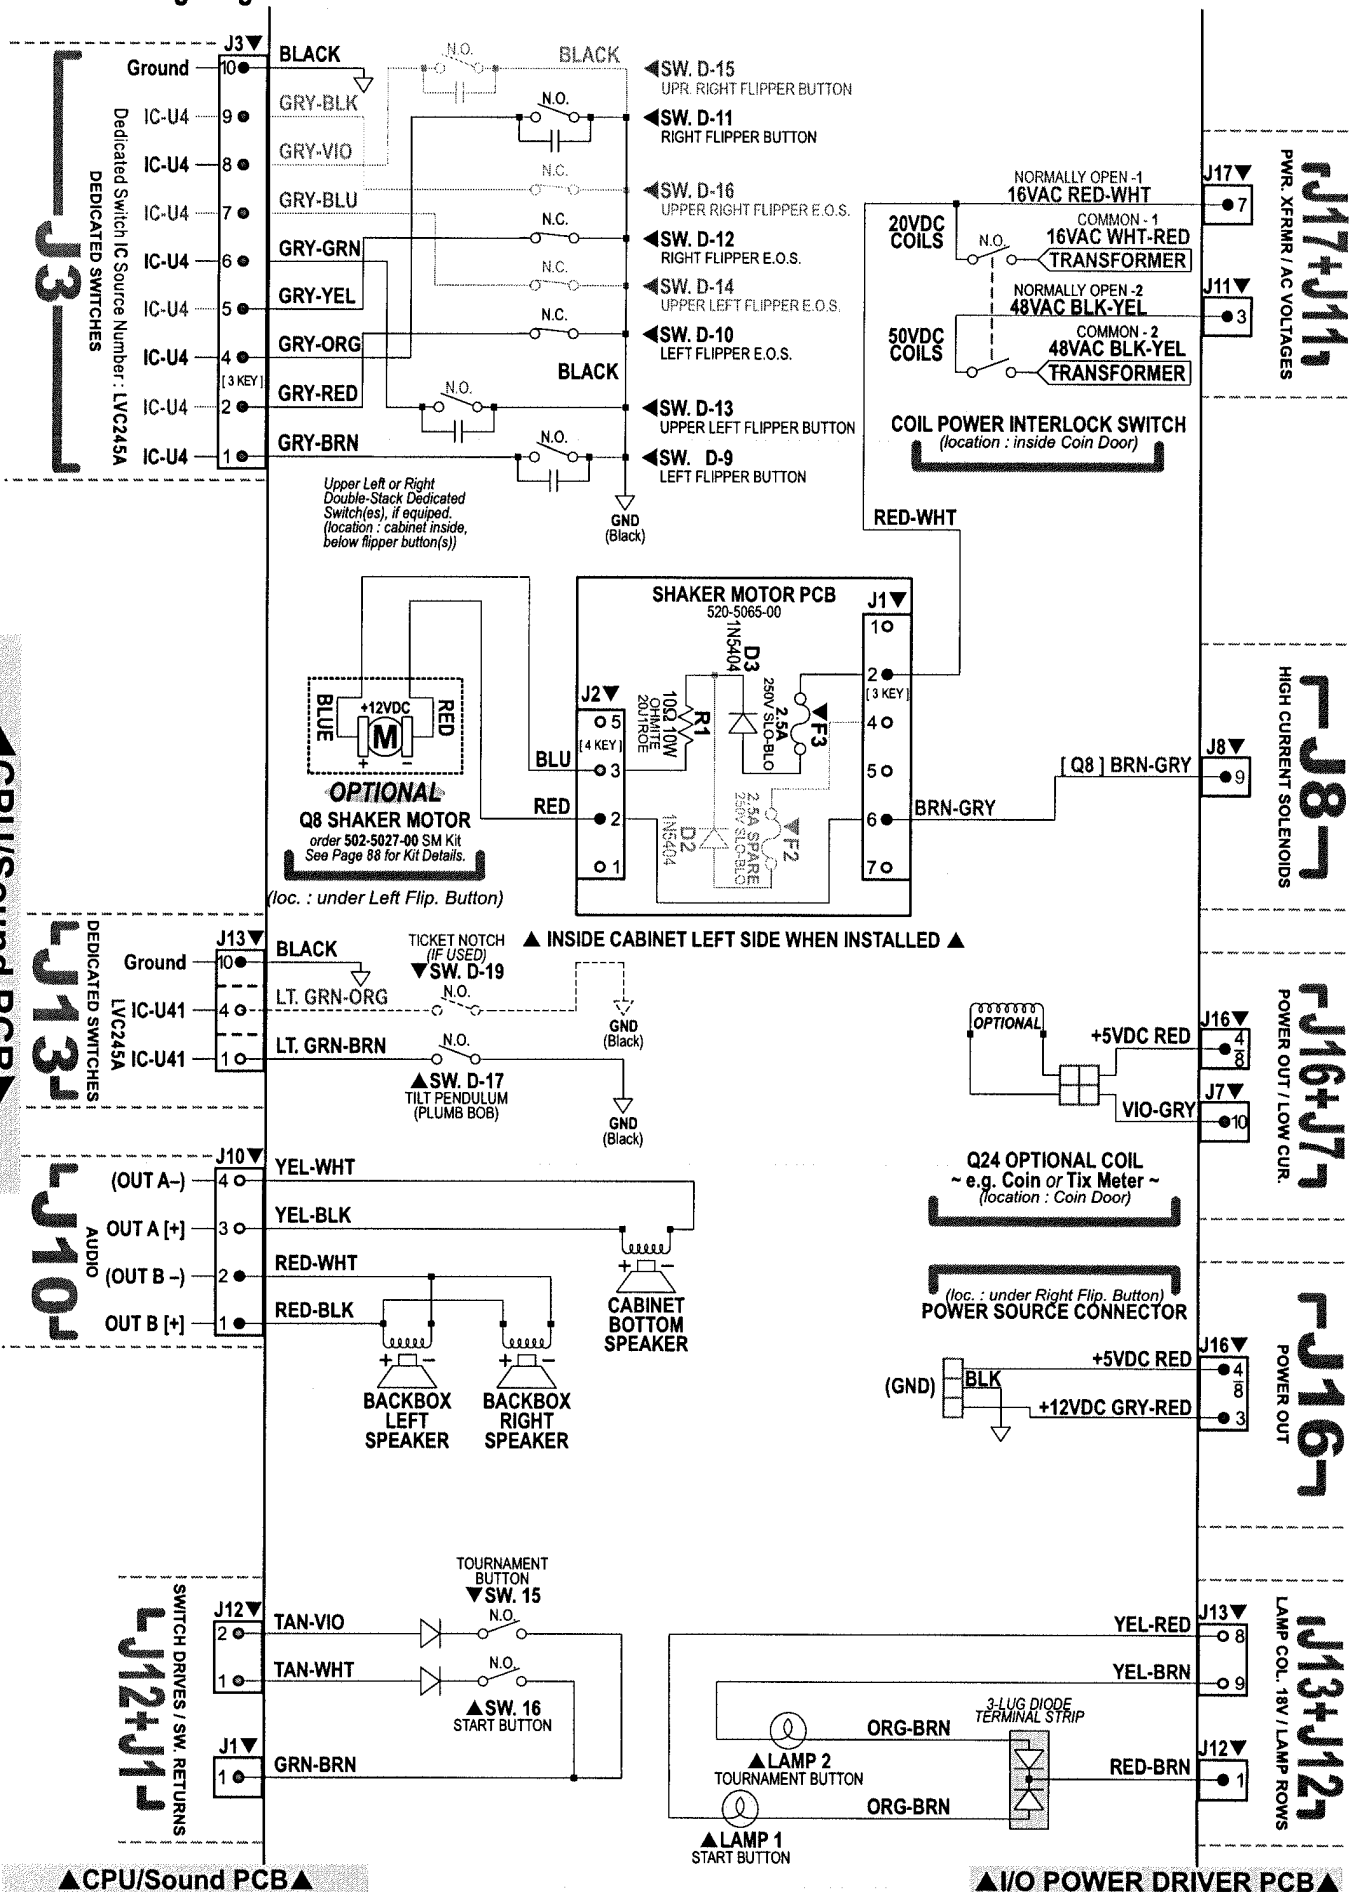 J3▼
Ground
10
BLACK
IC-U4
9
GRY-BLK
IC-U4
8
GRY-VIO
IC-U4
7
GRY-BLU
IC-U4
6
GRY-GRN
IC-U4
5
GRY-YEL
IC-U4
4
GRY-ORG
[ 3 KEY ]
IC-U4
2
GRY-RED
IC-U4
1
GRY-BRN
J3
DEDICATED SWITCHES
Dedicated Switch IC Source Number : LVC245A
N.O.
BLACK
◀SW. D-15
UPR. RIGHT FLIPPER BUTTON
N.O.
◀SW. D-11
RIGHT FLIPPER BUTTON
N.C.
◀SW. D-16
UPPER RIGHT FLIPPER E.O.S.
N.C.
◀SW. D-12
RIGHT FLIPPER E.O.S.
N.C.
◀SW. D-14
UPPER LEFT FLIPPER E.O.S.
N.C.
◀SW. D-10
LEFT FLIPPER E.O.S.
BLACK
N.O.
◀SW. D-13
UPPER LEFT FLIPPER BUTTON
N.O.
◀SW. D-9
LEFT FLIPPER BUTTON
GND
(Black)
Upper Left or Right
Double-Stack Dedicated
Switch(es), if equiped.
(location : cabinet inside,
below flipper button(s))
J17+J11
PWR. XFRMR / AC VOLTAGES
J17▼
7
NORMALLY OPEN -1
16VAC RED-WHT
20VDC
COILS
N.O.
COMMON - 1
16VAC WHT-RED
TRANSFORMER
J11▼
3
NORMALLY OPEN -2
48VAC BLK-YEL
50VDC
COILS
COMMON - 2
48VAC BLK-YEL
TRANSFORMER
COIL POWER INTERLOCK SWITCH
(location : inside Coin Door)
RED-WHT
SHAKER MOTOR PCB
520-5065-00
J1▼
1
2
[ 3 KEY ]
4
5
6
7
J2▼
5
[ 4 KEY ]
3
2
1
R1
10Ω 10W
OHMITE
20J1ROE
D3
1N5404
▼F3
2.5A
250V SLO-BLO
D2
1N5404
▼F2
2.5A SPARE
250V SLO-BLO
BLU
RED
BLUE
+12VDC
M
+ −
RED
OPTIONAL
Q8 SHAKER MOTOR
order 502-5027-00 SM Kit
See Page 88 for Kit Details.
(loc. : under Left Flip. Button)
BRN-GRY
[ Q8 ] BRN-GRY
J8▼
9
J8
HIGH CURRENT SOLENOIDS
▲ INSIDE CABINET LEFT SIDE WHEN INSTALLED ▲
J13
DEDICATED SWITCHES
LVC245A
J13▼
Ground
10
BLACK
IC-U41
4
LT. GRN-ORG
IC-U41
1
LT. GRN-BRN
TICKET NOTCH
(IF USED)
▼SW. D-19
N.O.
GND
(Black)
N.O.
▲SW. D-17
TILT PENDULUM
(PLUMB BOB)
GND
(Black)
J16+J7
POWER OUT / LOW CUR.
OPTIONAL
J16▼
+5VDC RED
4
8
J7▼
VIO-GRY
10
Q24 OPTIONAL COIL
~ e.g. Coin or Tix Meter ~
(location : Coin Door)
J10
AUDIO
J10▼
(OUT A–)
4
YEL-WHT
OUT A [+]
3
YEL-BLK
(OUT B –)
2
RED-WHT
OUT B [+]
1
RED-BLK
+ −
CABINET
BOTTOM
SPEAKER
+ −
BACKBOX
LEFT
SPEAKER
+ −
BACKBOX
RIGHT
SPEAKER
(loc. : under Right Flip. Button)
POWER SOURCE CONNECTOR
J16▼
+5VDC RED
4
8
(GND)
BLK
+12VDC GRY-RED
3
J16
POWER OUT
J12+J1
SWITCH DRIVES / SW. RETURNS
J12▼
2
TAN-VIO
1
TAN-WHT
J1▼
1
GRN-BRN
TOURNAMENT
BUTTON
▼SW. 15
N.O.
N.O.
▲SW. 16
START BUTTON
J13+J12
LAMP COL. 18V / LAMP ROWS
J13▼
YEL-RED
8
YEL-BRN
9
3-LUG DIODE
TERMINAL STRIP
ORG-BRN
▲LAMP 2
TOURNAMENT BUTTON
J12▼
RED-BRN
1
ORG-BRN
▲LAMP 1
START BUTTON
▲CPU/Sound PCB▲
▲CPU/Sound PCB▲
▲I/O POWER DRIVER PCB▲